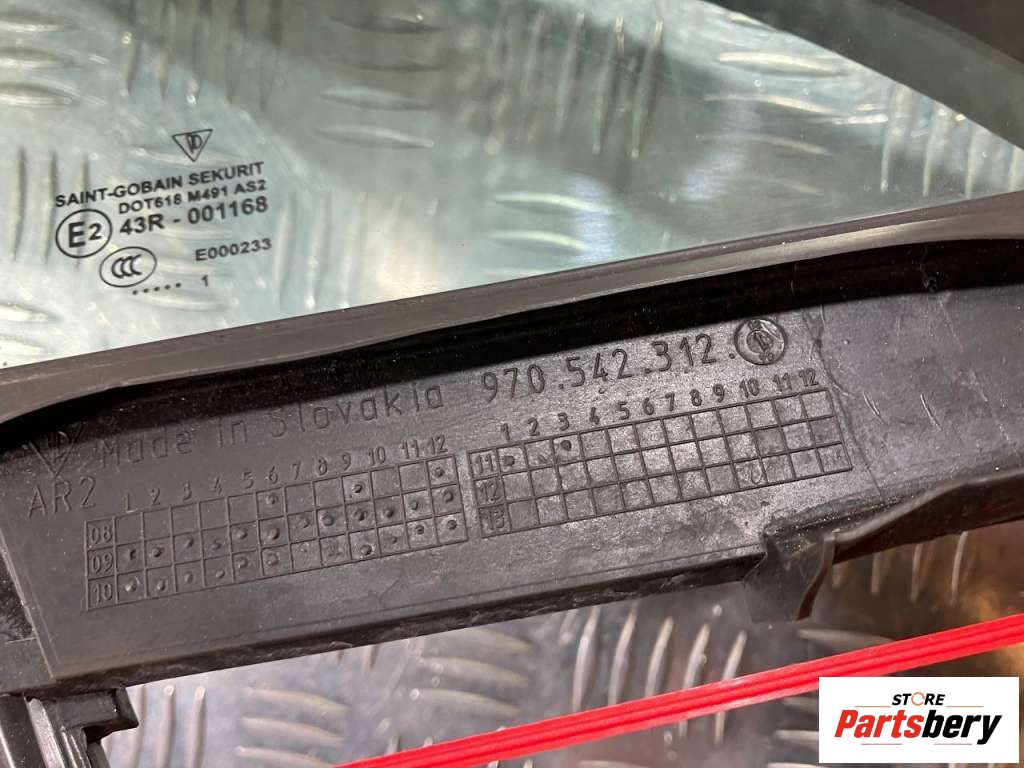 SAINT-GOBAIN SEKURIT
DOT618 M491 AS2
E2 43R - 001168
CCC E000233
..... 1
Made in Slovakia 970.542.312.
AR2
1 2 3 4 5 6 7 8 9 10 11 12
08
09
10
1 2 3 4 5 6 7 8 9 10 11 12
11
12
13
STORE
Partsbery